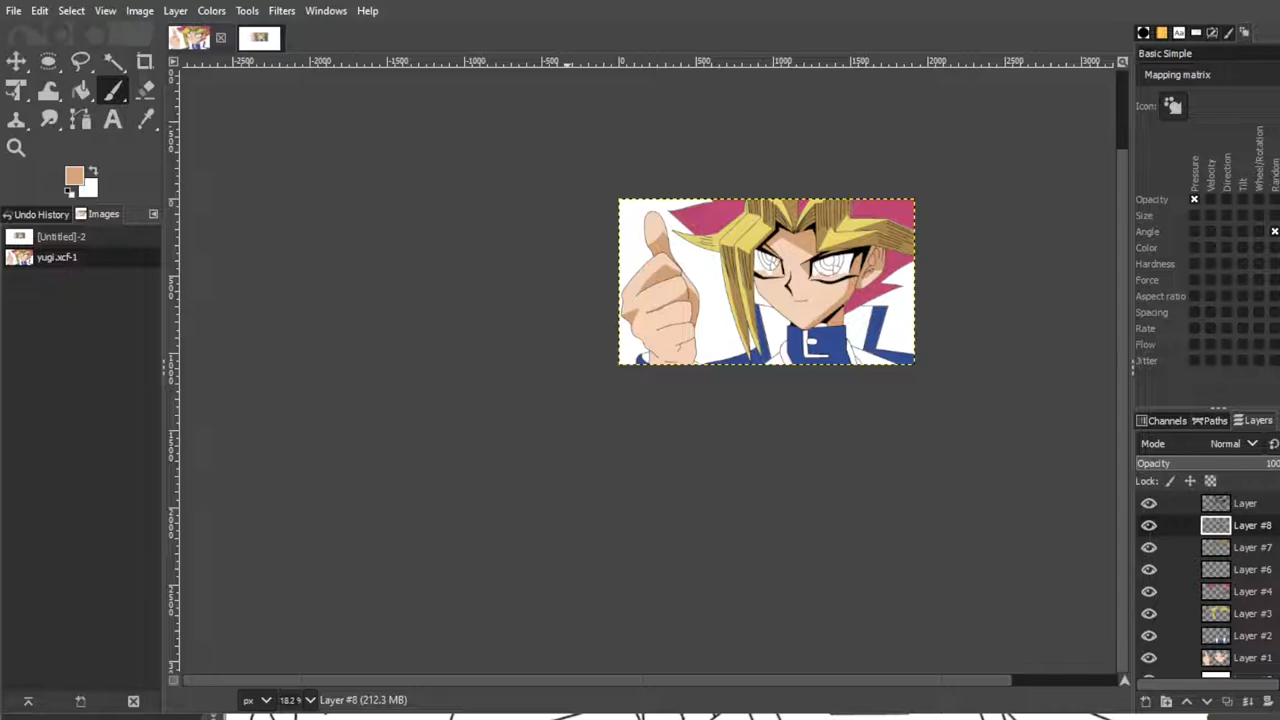 File Edit Select View Image Layer Colors Tools Filters Windows Help
Basic Simple
Mapping matrix
Icon:
Pressure Velocity Direction Tilt Wheel/Rotation Random
Opacity
Size
Angle
Color
Hardness
Force
Aspect ratio
Spacing
Rate
Flow
Jitter
Undo History Images
[Untitled]-2
yugi.xcf-1
-2500 -2000 -1500 -1000 -500 0 500 1000 1500 2000 2500 3000
Channels Paths Layers
Mode Normal
Opacity 100
Lock:
Layer
Layer #8
Layer #7
Layer #6
Layer #4
Layer #3
Layer #2
Layer #1
px 18.2 % Layer #8 (212.3 MB)